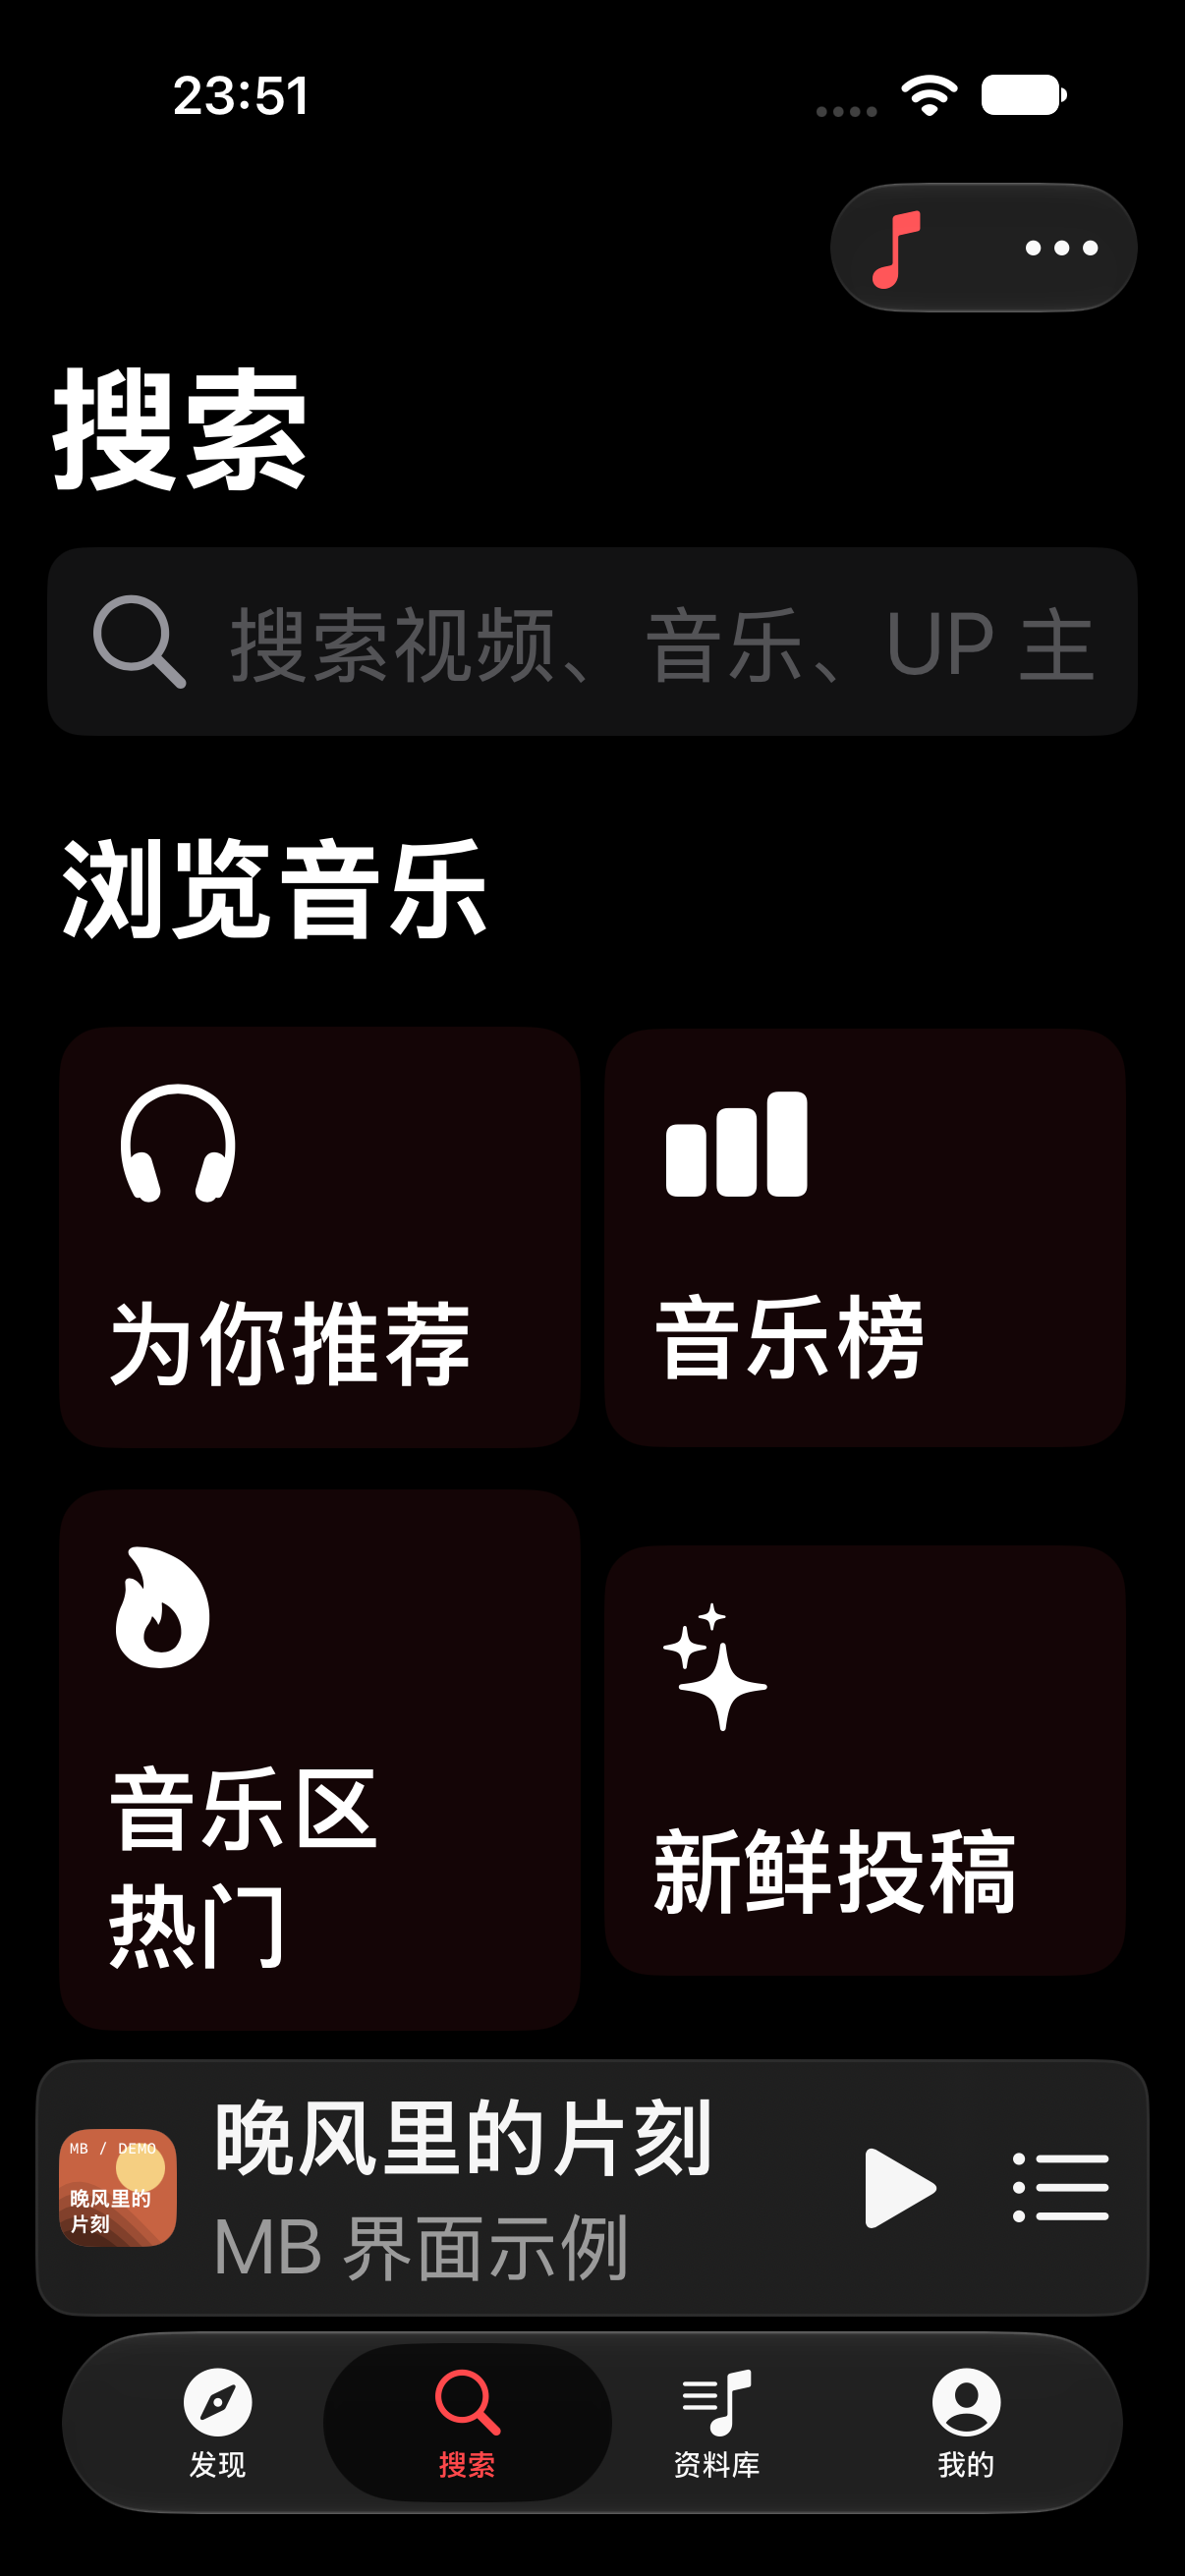 23:51
搜索
搜索视频、音乐、UP 主
浏览音乐
为你推荐
音乐榜
音乐区
热门
新鲜投稿
MB / DEMO
晚风里的
片刻
晚风里的片刻
MB 界面示例
发现
搜索
资料库
我的